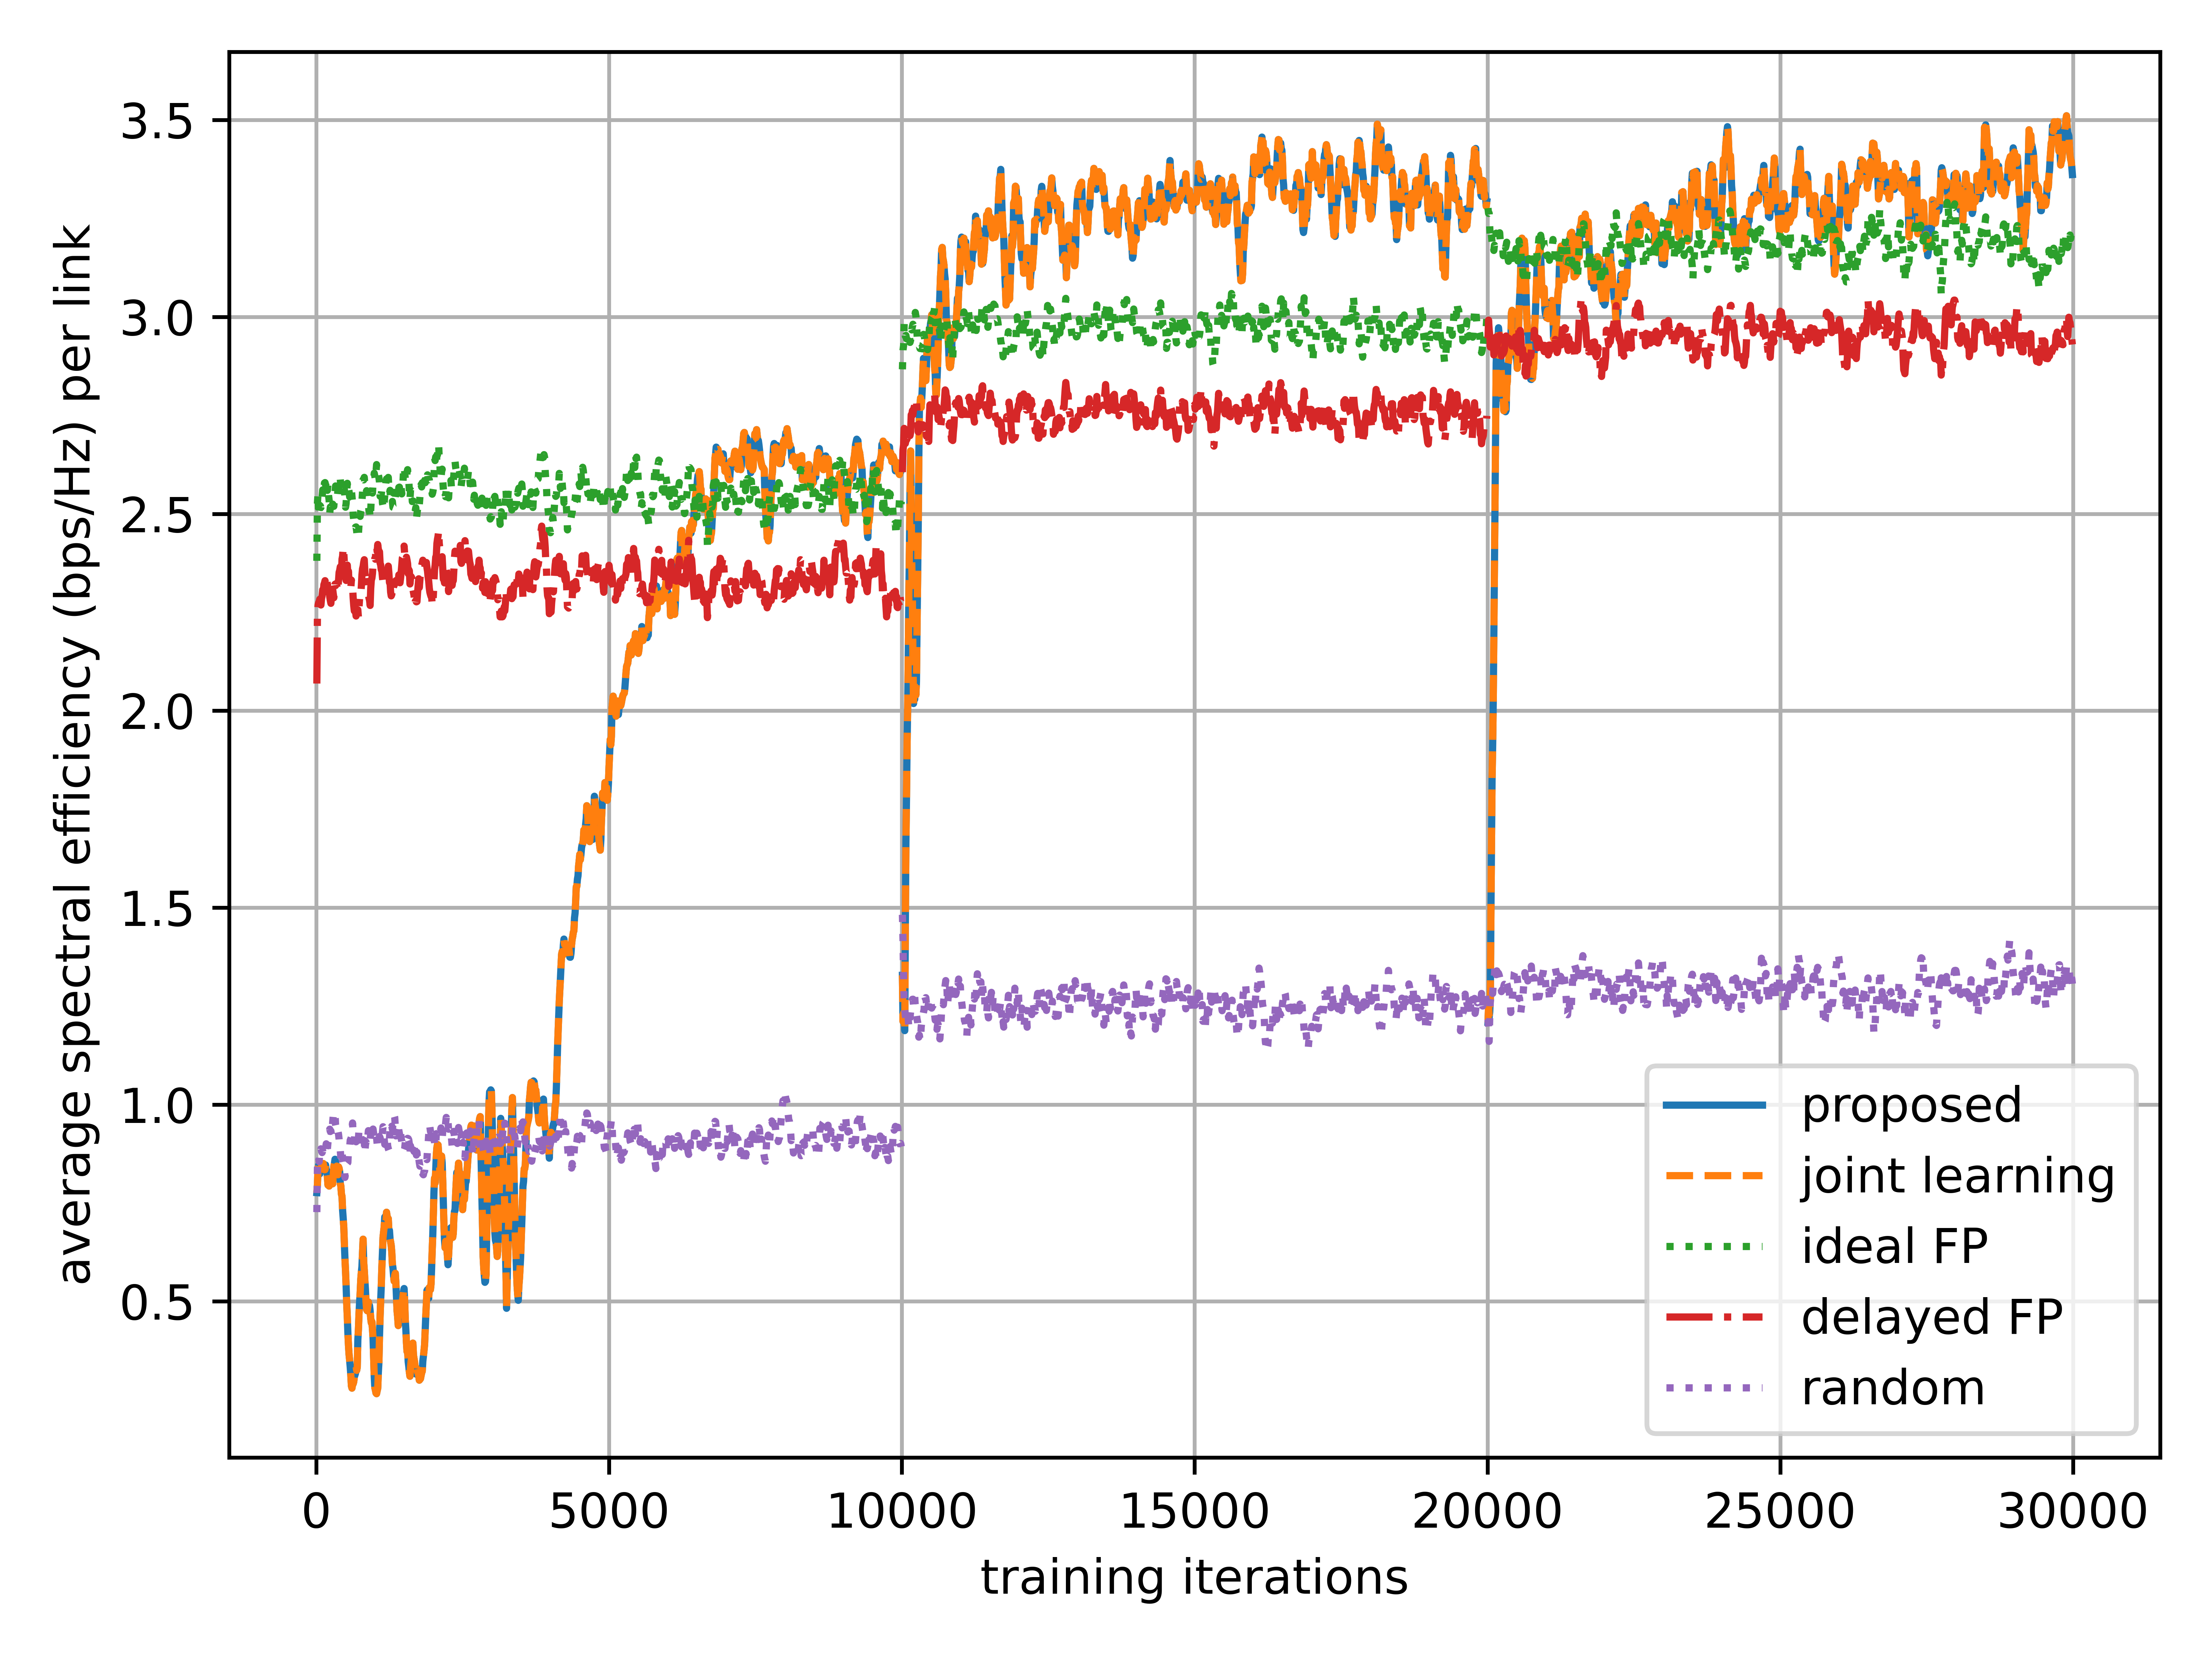 3.5
3.0
2.5
2.0
1.5
1.0
0.5
average spectral efficiency (bps/Hz) per link
proposed
joint learning
ideal FP
delayed FP
random
0 5000 10000 15000 20000 25000 30000
training iterations